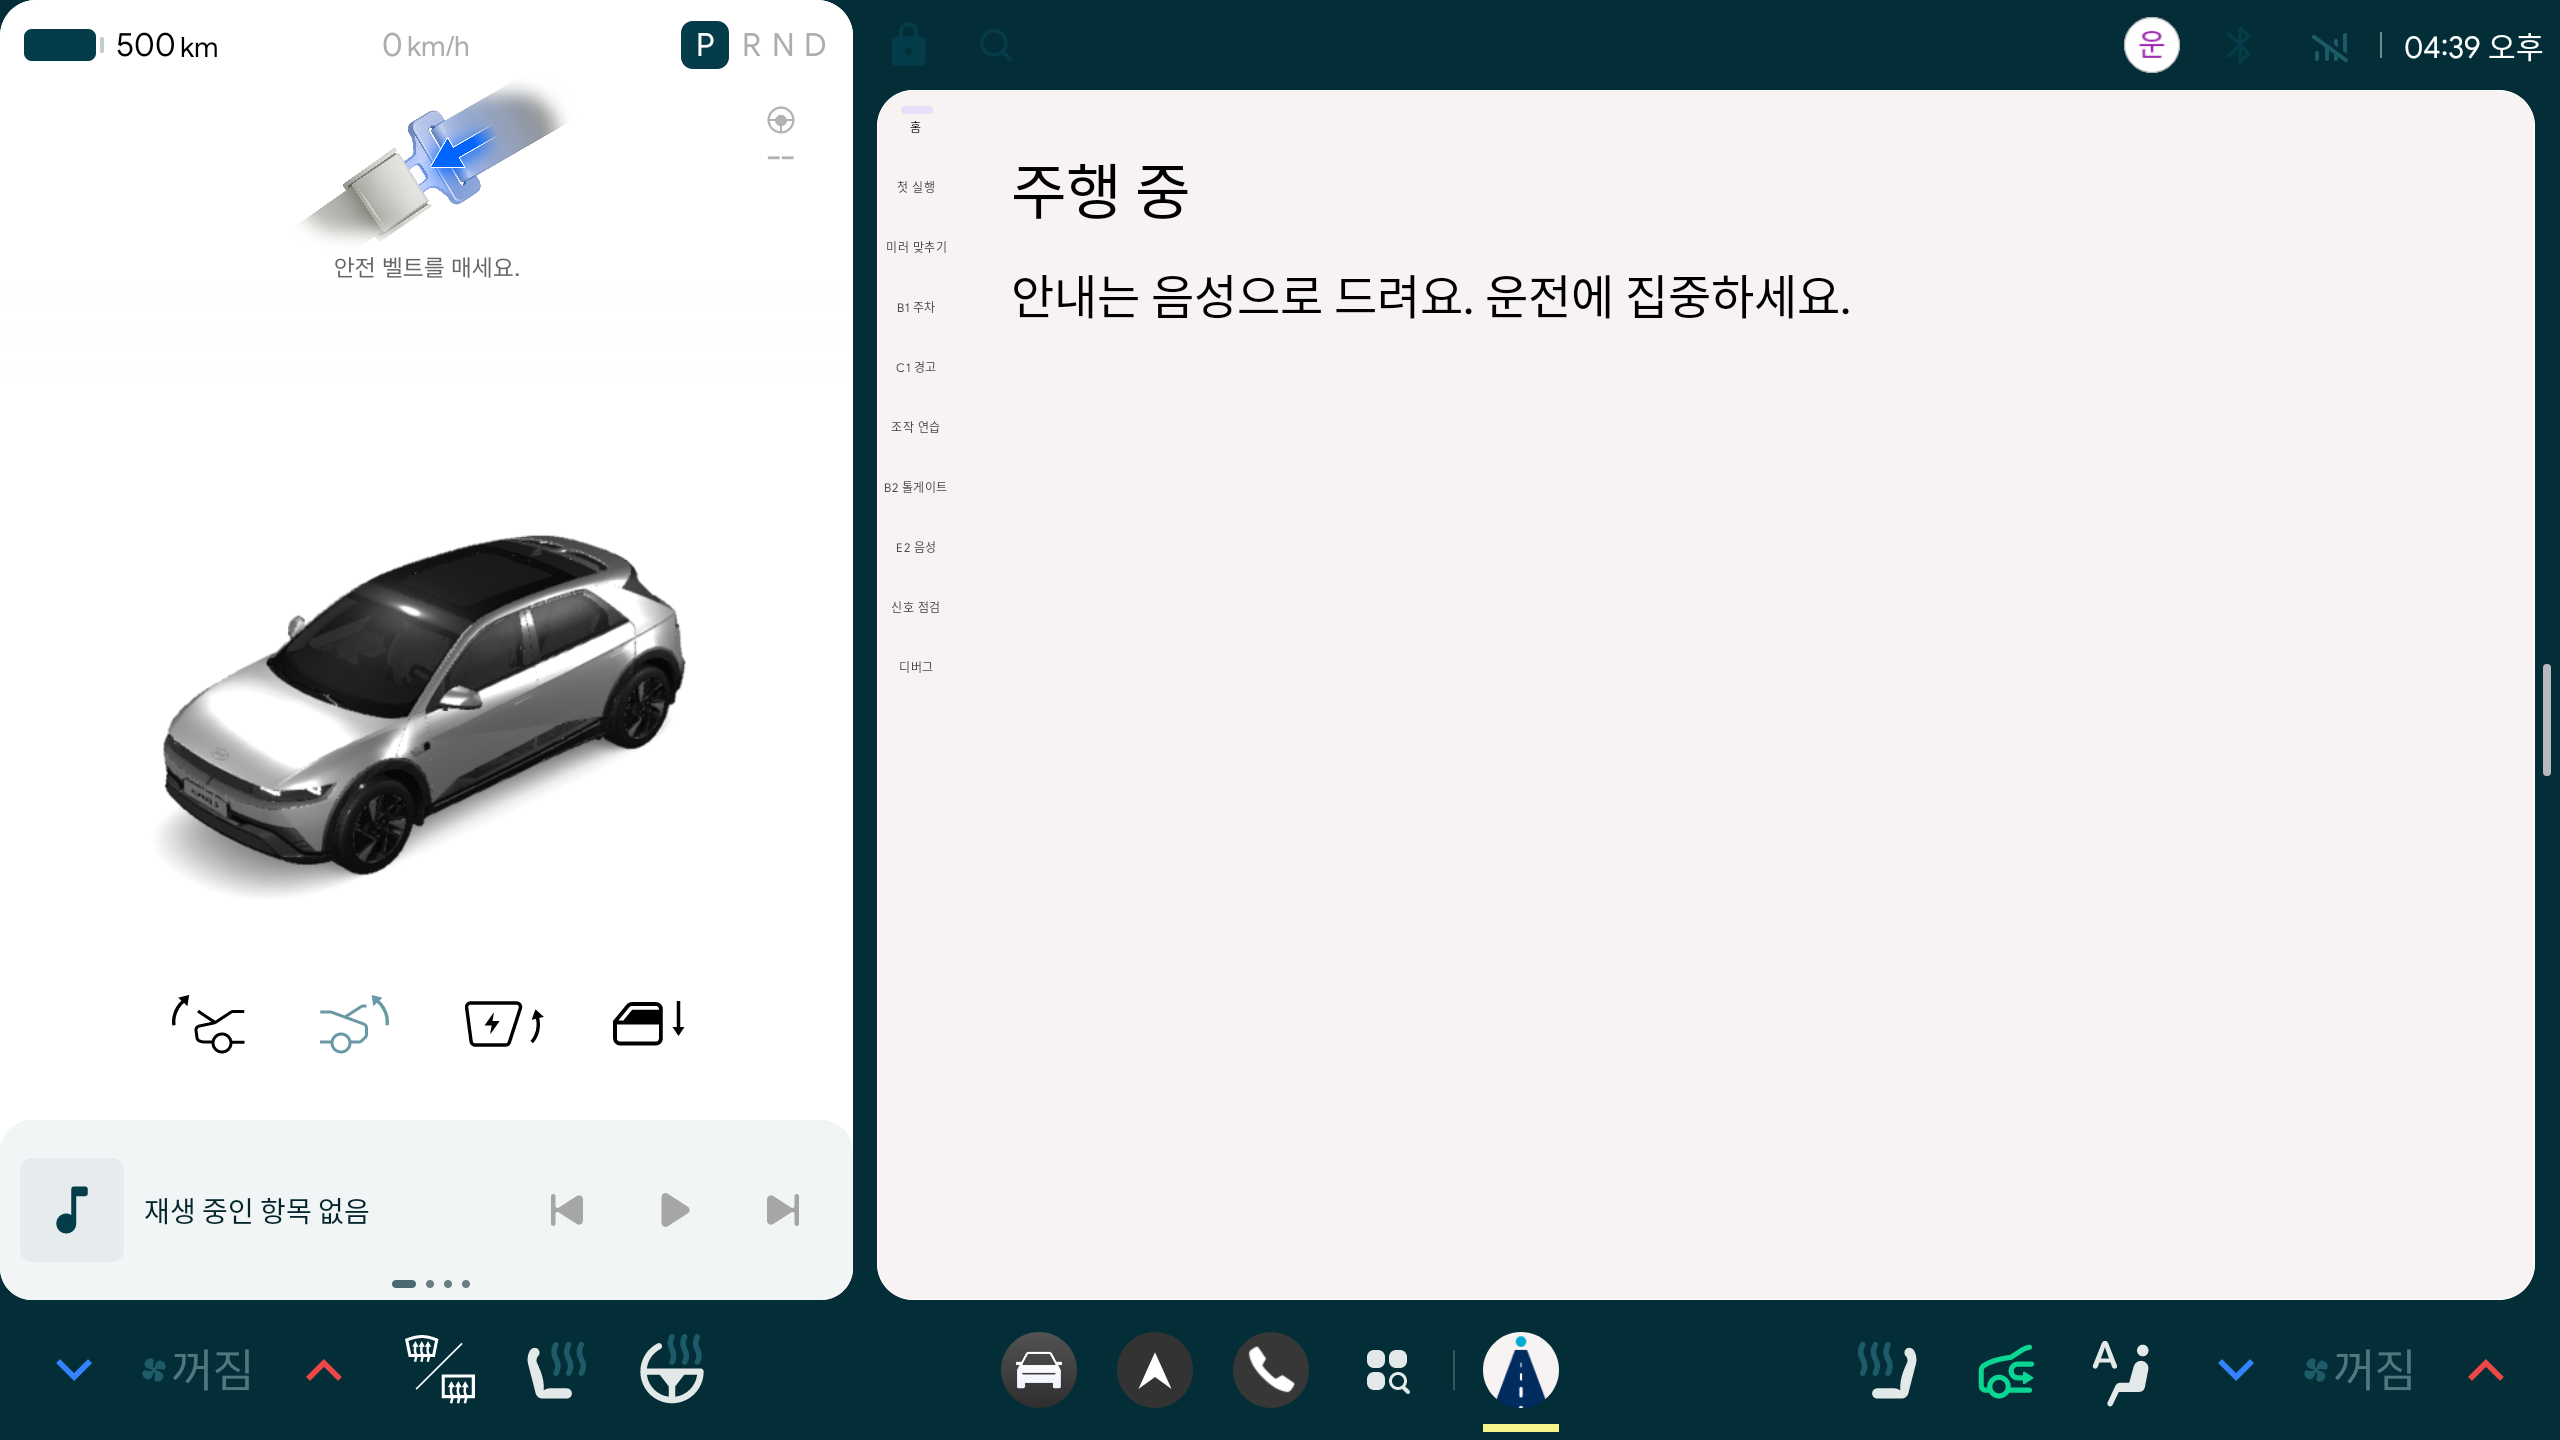 500 km
0 km/h
P R N D
04:39 오후
운
안전 벨트를 매세요.
--
홈
첫 실행
미러 맞추기
B1 주차
C1 경고
조작 연습
B2 톨게이트
E2 음성
신호 점검
디버그
주행 중
안내는 음성으로 드려요. 운전에 집중하세요.
재생 중인 항목 없음
꺼짐
A
꺼짐